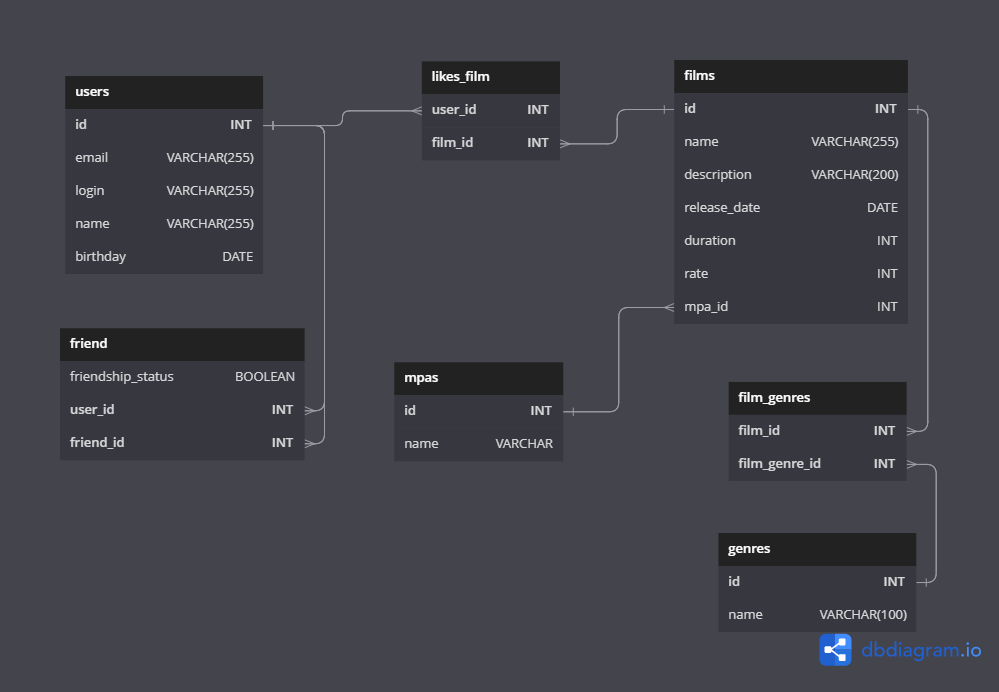 users
id INT
email VARCHAR(255)
login VARCHAR(255)
name VARCHAR(255)
birthday DATE
likes_film
user_id INT
film_id INT
films
id INT
name VARCHAR(255)
description VARCHAR(200)
release_date DATE
duration INT
rate INT
mpa_id INT
friend
friendship_status BOOLEAN
user_id INT
friend_id INT
mpas
id INT
name VARCHAR
film_genres
film_id INT
film_genre_id INT
genres
id INT
name VARCHAR(100)
dbdiagram.io